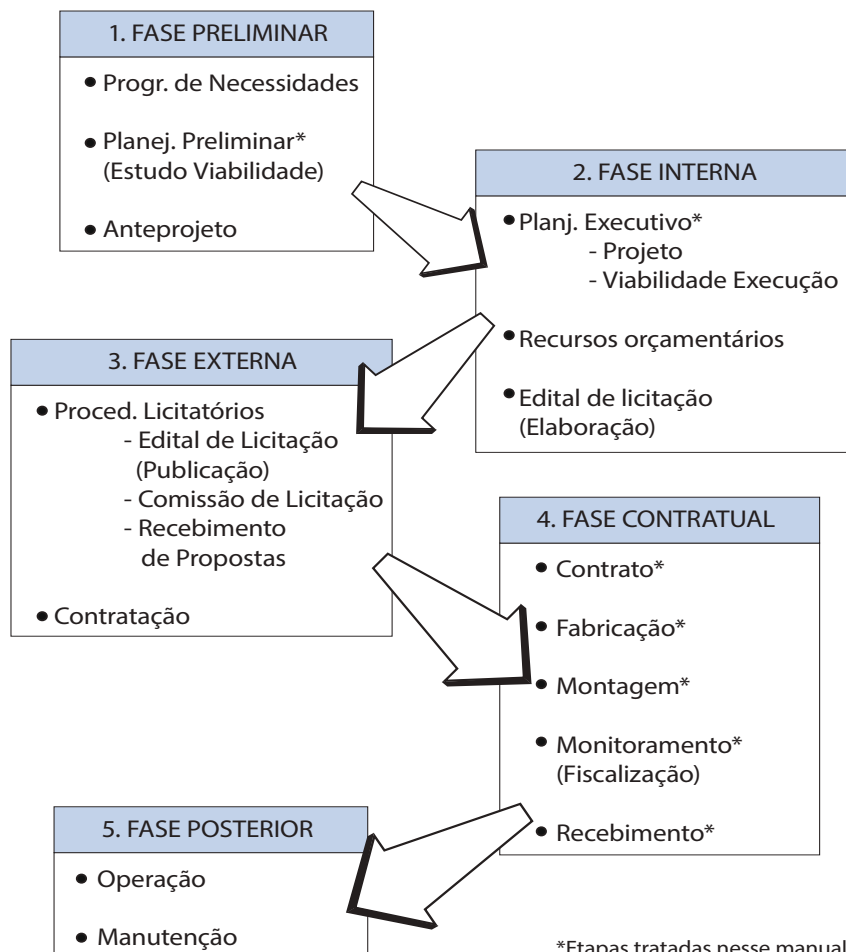 1. FASE PRELIMINAR
• Progr. de Necessidades
• Planej. Preliminar*
(Estudo Viabilidade)
• Anteprojeto
2. FASE INTERNA
• Planj. Executivo*
- Projeto
- Viabilidade Execução
• Recursos orçamentários
• Edital de licitação
(Elaboração)
3. FASE EXTERNA
• Proced. Licitatórios
- Edital de Licitação
(Publicação)
- Comissão de Licitação
- Recebimento
de Propostas
• Contratação
4. FASE CONTRATUAL
• Contrato*
• Fabricação*
• Montagem*
• Monitoramento*
(Fiscalização)
• Recebimento*
5. FASE POSTERIOR
• Operação
• Manutenção
*Etapas tratadas nesse manual